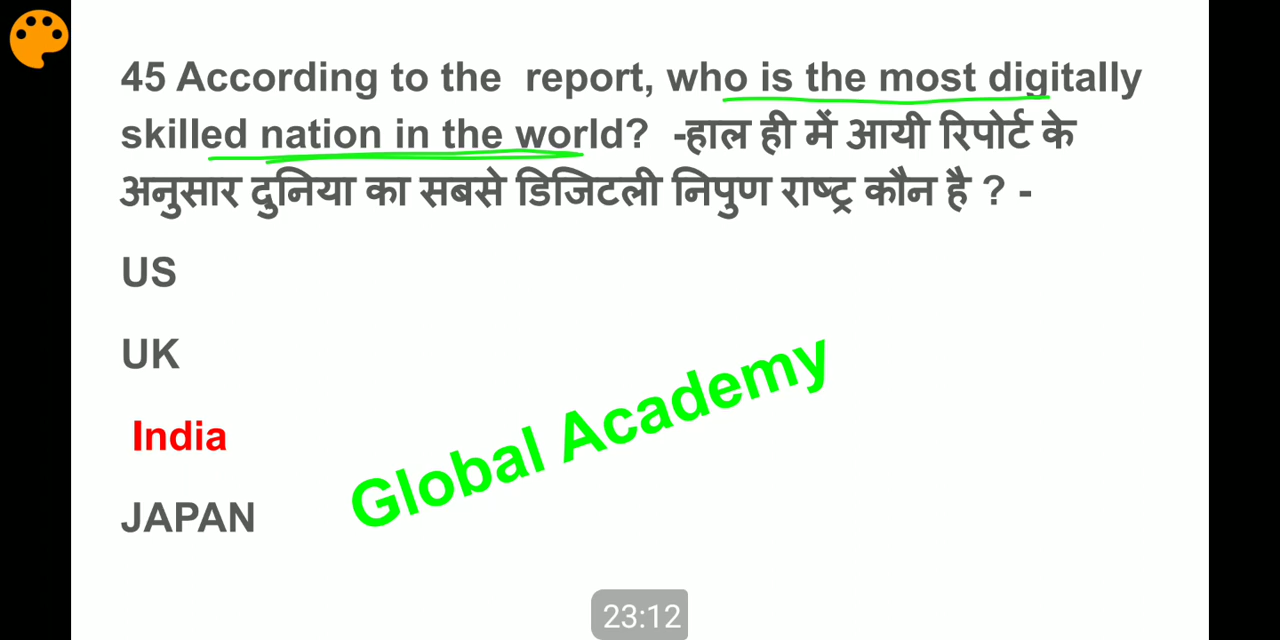 45 According to the report, who is the most digitally
skilled nation in the world? -हाल ही में आयी रिपोर्ट के
अनुसार दुनिया का सबसे डिजिटली निपुण राष्ट्र कौन है ? -
US
UK
India
JAPAN
Global Academy
23:12